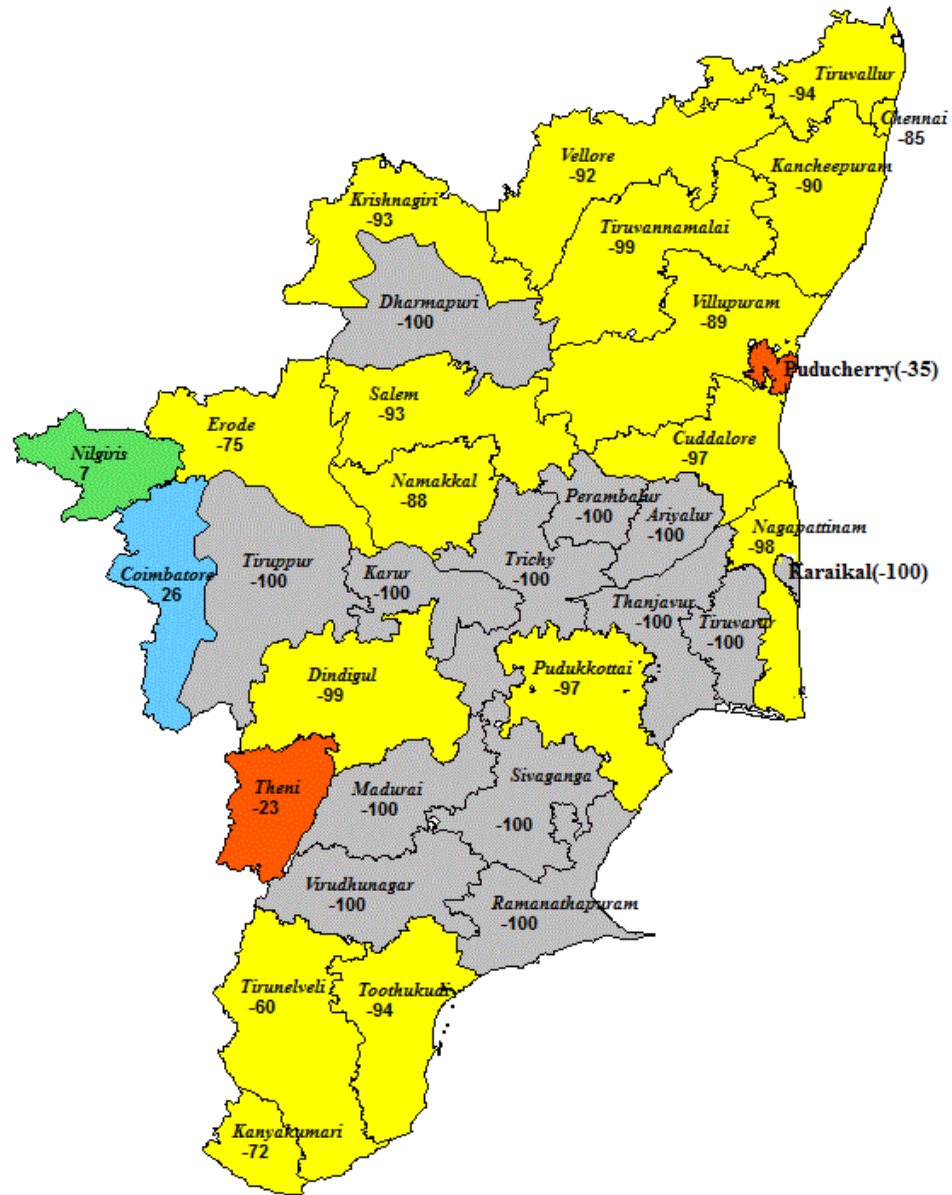 Tiruvallur
-94
Chennai
-85
Kancheepuram
-90
Vellore
-92
Krishnagiri
-93
Tiruvannamalai
-99
Dharmapuri
-100
Villupuram
-89
Puducherry(-35)
Salem
-93
Erode
-75
Cuddalore
-97
Nilgiris
7
Namakkal
-88
Perambalur
-100
Ariyalur
-100
Nagapattinam
-98
Coimbatore
26
Tiruppur
-100
Karur
-100
Trichy
-100
Karaikal(-100)
Thanjavur
-100
Tiruvarur
-100
Dindigul
-99
Pudukkottai
-97
Theni
-23
Madurai
-100
Sivaganga
-100
Virudhunagar
-100
Ramanathapuram
-100
Tirunelveli
-60
Toothukudi
-94
Kanyakumari
-72